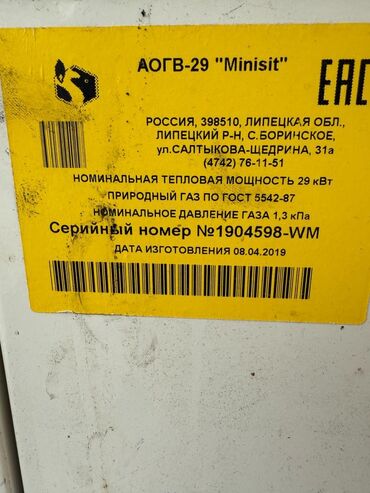 АОГВ-29 "Minisit"
ЕАС
РОССИЯ, 398510, ЛИПЕЦКАЯ ОБЛ.,
ЛИПЕЦКИЙ Р-Н, С.БОРИНСКОЕ,
ул.САЛТЫКОВА-ЩЕДРИНА, 31а
(4742) 76-11-51
НОМИНАЛЬНАЯ ТЕПЛОВАЯ МОЩНОСТЬ 29 кВт
ПРИРОДНЫЙ ГАЗ ПО ГОСТ 5542-87
НОМИНАЛЬНОЕ ДАВЛЕНИЕ ГАЗА 1,3 кПа
Серийный номер №1904598-WM
ДАТА ИЗГОТОВЛЕНИЯ 08.04.2019